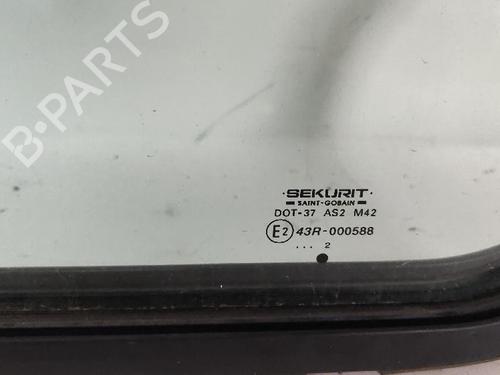 B-PARTS
SEKURIT
SAINT-GOBAIN
DOT-37 AS2 M42
E2 43R-000588
... 2